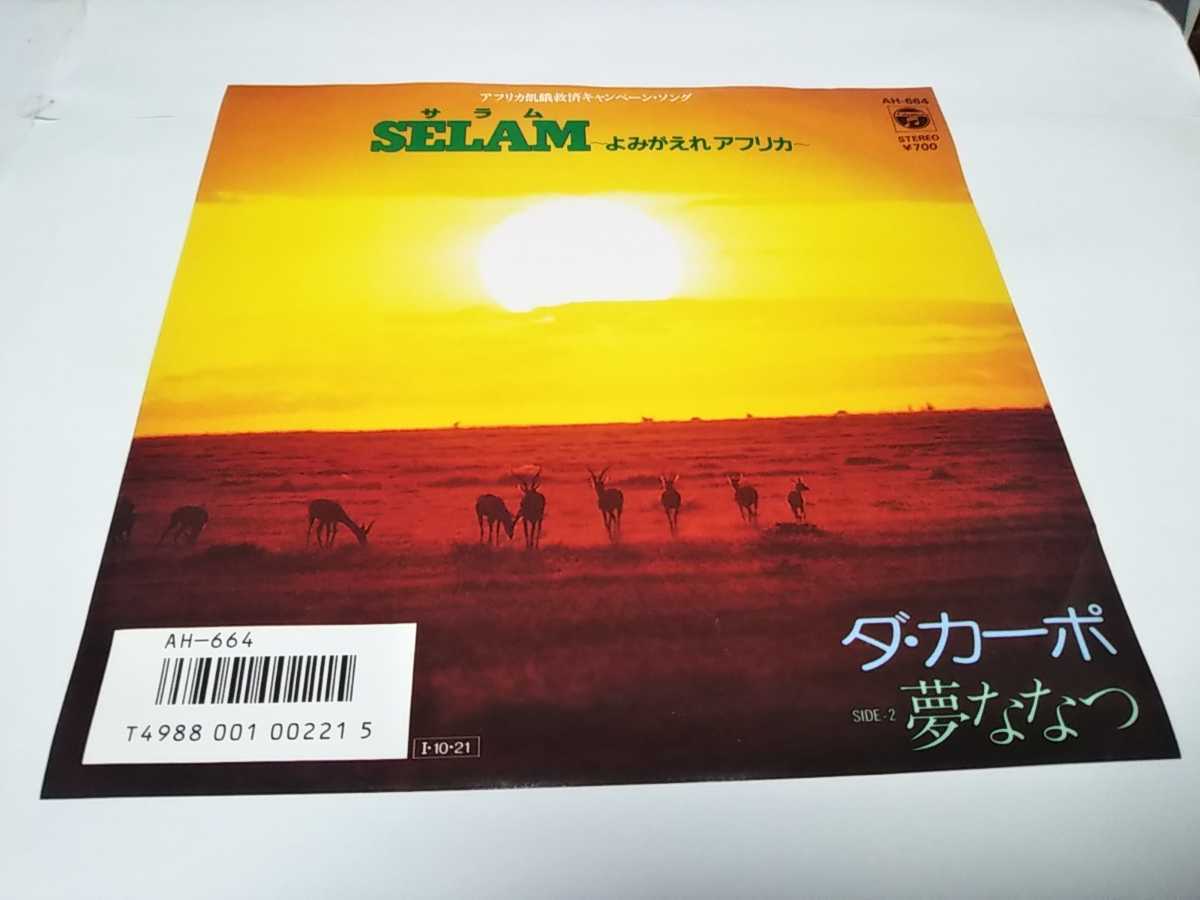 アフリカ飢餓救済キャンペーン・ソング
サラム
SELAM ～よみがえれアフリカ～
AH-664
STEREO
¥700
ダ・カーポ
SIDE-2 夢ななつ
AH-664
T4988 001 00221 5
I・10・21